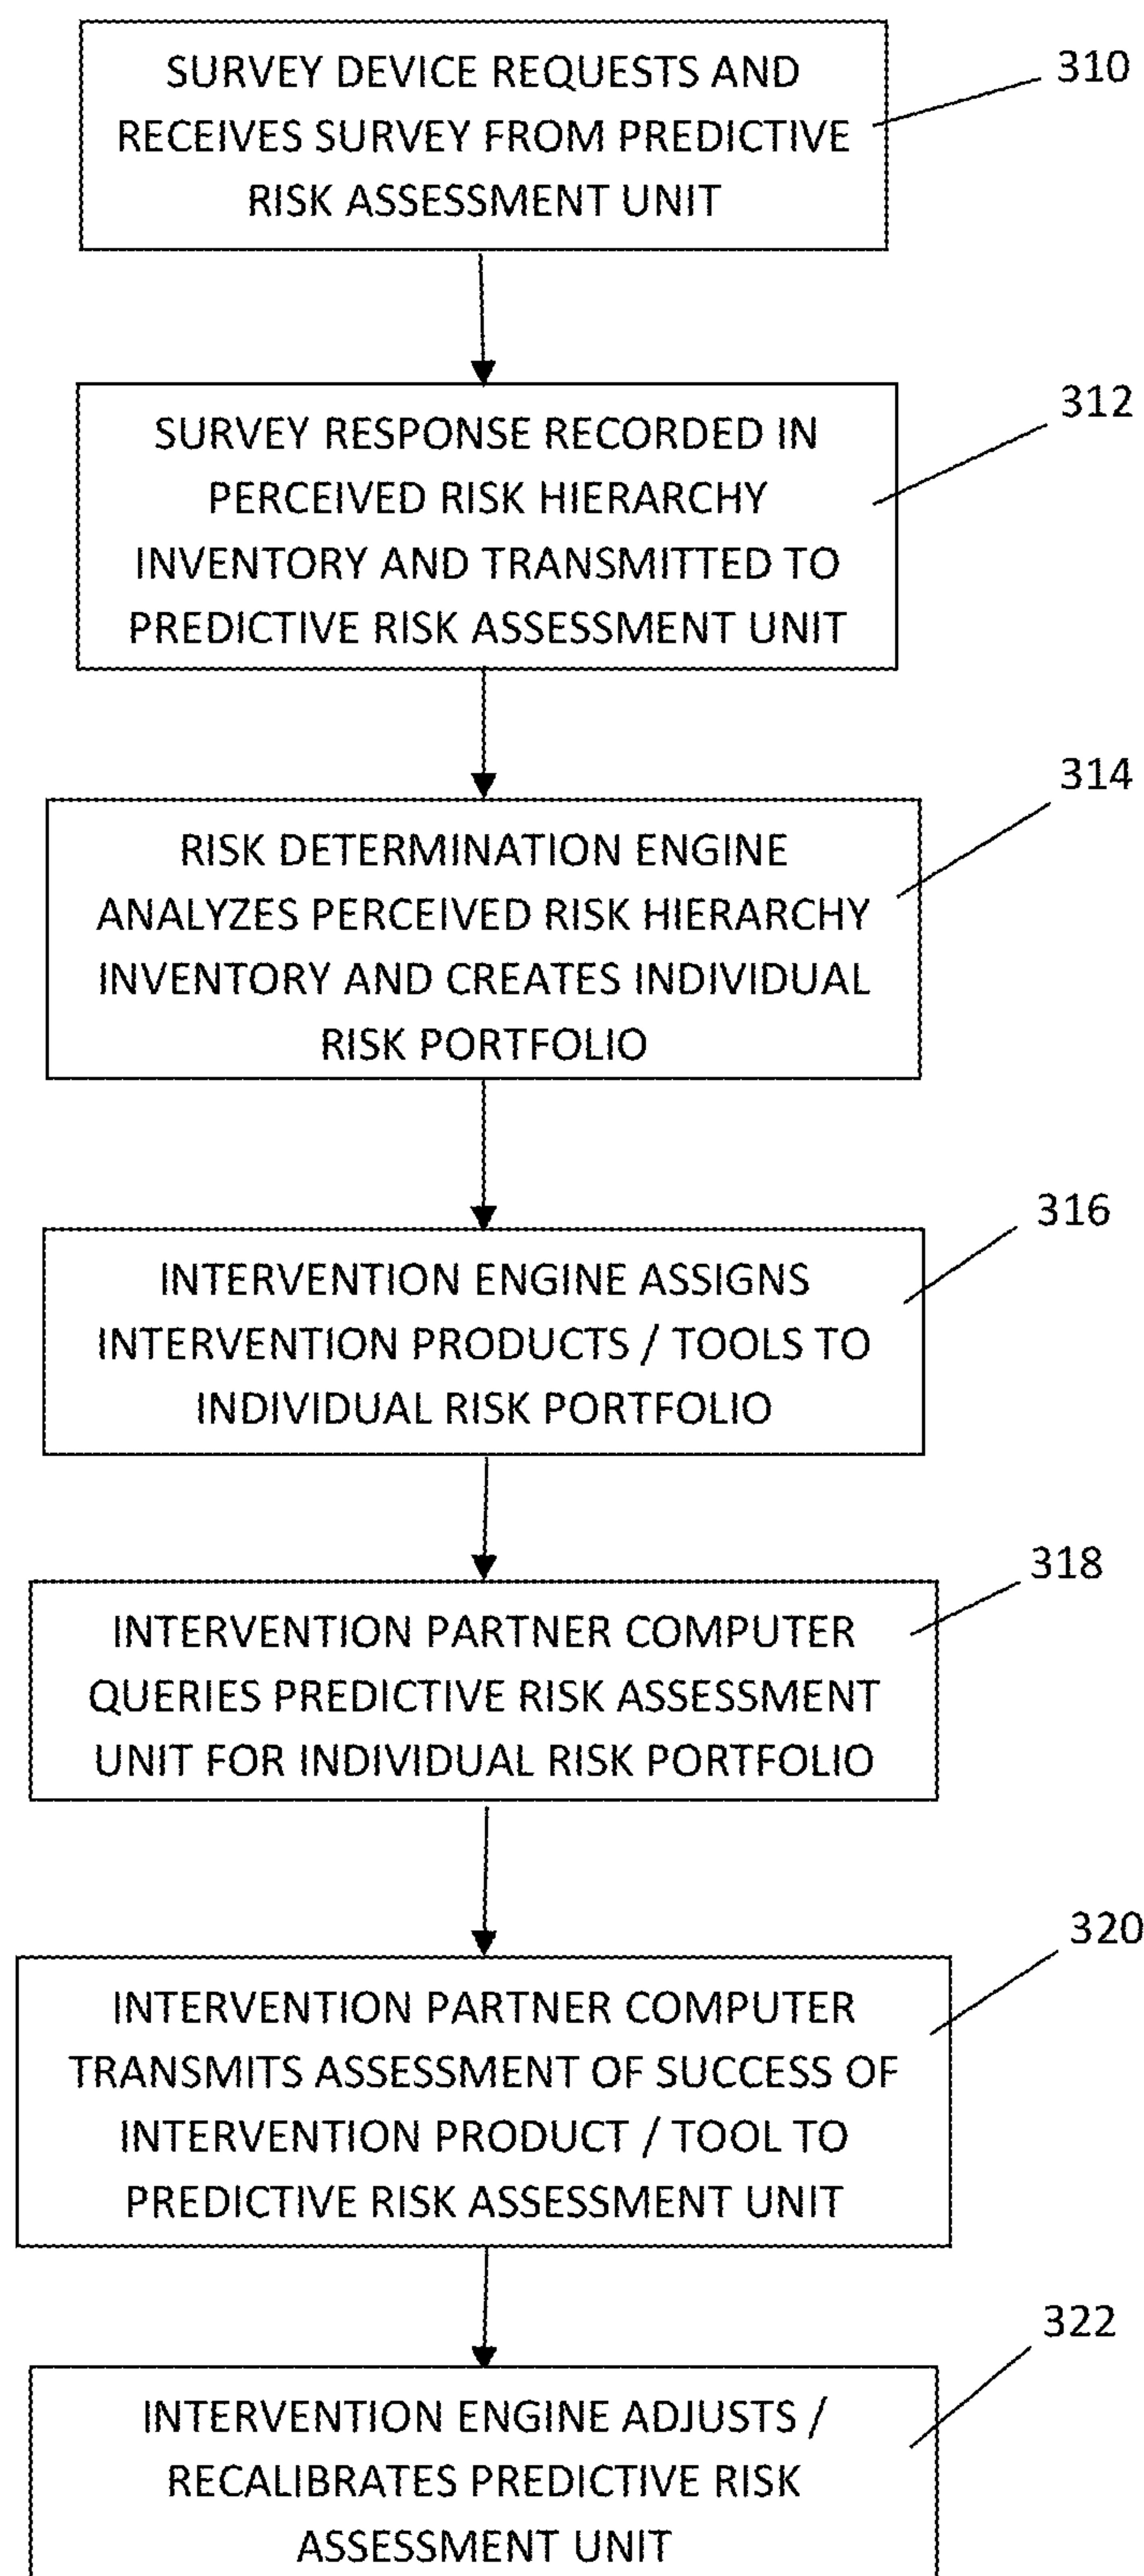 SURVEY DEVICE REQUESTS AND
RECEIVES SURVEY FROM PREDICTIVE
RISK ASSESSMENT UNIT
310
SURVEY RESPONSE RECORDED IN
PERCEIVED RISK HIERARCHY
INVENTORY AND TRANSMITTED TO
PREDICTIVE RISK ASSESSMENT UNIT
312
RISK DETERMINATION ENGINE
ANALYZES PERCEIVED RISK HIERARCHY
INVENTORY AND CREATES INDIVIDUAL
RISK PORTFOLIO
314
INTERVENTION ENGINE ASSIGNS
INTERVENTION PRODUCTS / TOOLS TO
INDIVIDUAL RISK PORTFOLIO
316
INTERVENTION PARTNER COMPUTER
QUERIES PREDICTIVE RISK ASSESSMENT
UNIT FOR INDIVIDUAL RISK PORTFOLIO
318
INTERVENTION PARTNER COMPUTER
TRANSMITS ASSESSMENT OF SUCCESS OF
INTERVENTION PRODUCT / TOOL TO
PREDICTIVE RISK ASSESSMENT UNIT
320
INTERVENTION ENGINE ADJUSTS /
RECALIBRATES PREDICTIVE RISK
ASSESSMENT UNIT
322